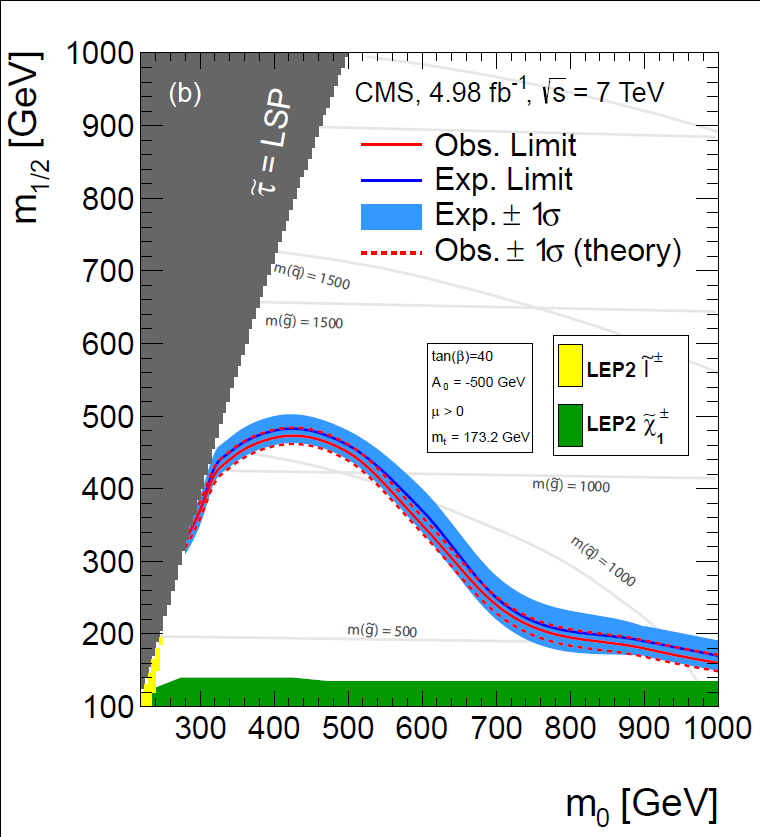 m1/2 [GeV]
1000
900
800
700
600
500
400
300
200
100
(b)
τ̃ = LSP
CMS, 4.98 fb⁻¹, √s = 7 TeV
Obs. Limit
Exp. Limit
Exp. ± 1σ
Obs. ± 1σ (theory)
m(q̃) = 1500
m(g̃) = 1500
tan(β)=40
A₀ = -500 GeV
μ > 0
mₜ = 173.2 GeV
LEP2 l̃±
LEP2 χ̃₁±
m(g̃) = 1000
m(q̃) = 1000
m(g̃) = 500
300 400 500 600 700 800 900 1000
m₀ [GeV]